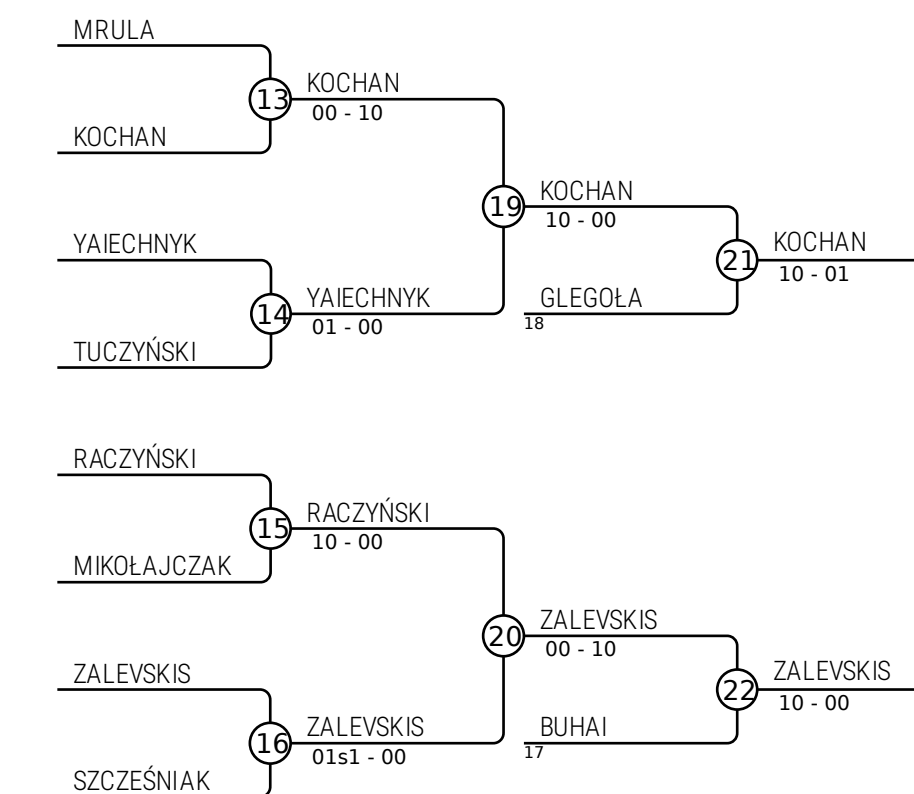 MRULA
13
KOCHAN
00 - 10
KOCHAN
19
KOCHAN
10 - 00
YAIECHNYK
14
YAIECHNYK
01 - 00
TUCZYŃSKI
21
KOCHAN
10 - 01
GLEGOŁA
18
RACZYŃSKI
15
RACZYŃSKI
10 - 00
MIKOŁAJCZAK
20
ZALEVSKIS
00 - 10
ZALEVSKIS
16
ZALEVSKIS
01s1 - 00
SZCZEŚNIAK
22
ZALEVSKIS
10 - 00
BUHAI
17